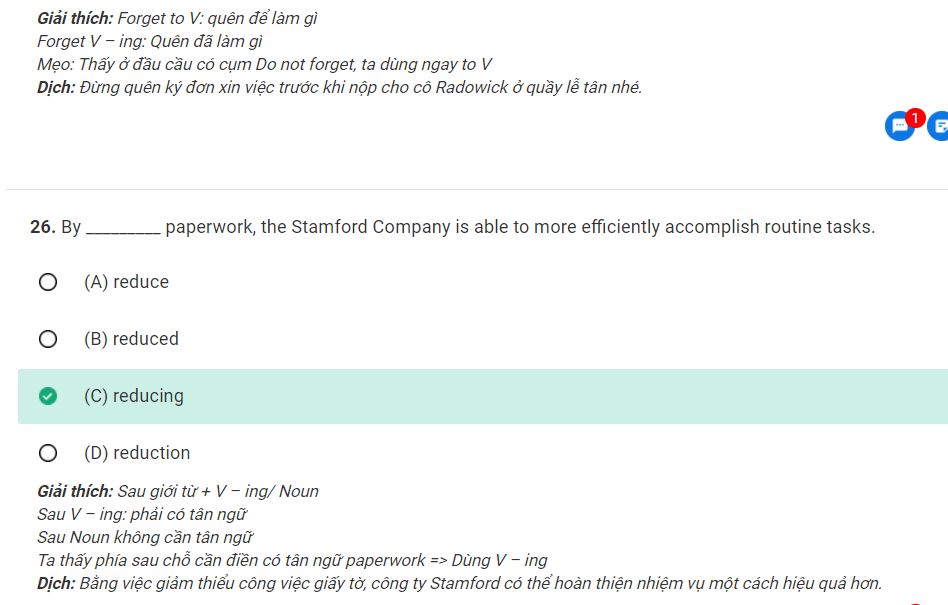 Giải thích: Forget to V: quên để làm gì
Forget V – ing: Quên đã làm gì
Mẹo: Thấy ở đầu cầu có cụm Do not forget, ta dùng ngay to V
Dịch: Đừng quên ký đơn xin việc trước khi nộp cho cô Radowick ở quầy lễ tân nhé.
1
26. By _________ paperwork, the Stamford Company is able to more efficiently accomplish routine tasks.
(A) reduce
(B) reduced
(C) reducing
(D) reduction
Giải thích: Sau giới từ + V – ing/ Noun
Sau V – ing: phải có tân ngữ
Sau Noun không cần tân ngữ
Ta thấy phía sau chỗ cần điền có tân ngữ paperwork => Dùng V – ing
Dịch: Bằng việc giảm thiểu công việc giấy tờ, công ty Stamford có thể hoàn thiện nhiệm vụ một cách hiệu quả hơn.